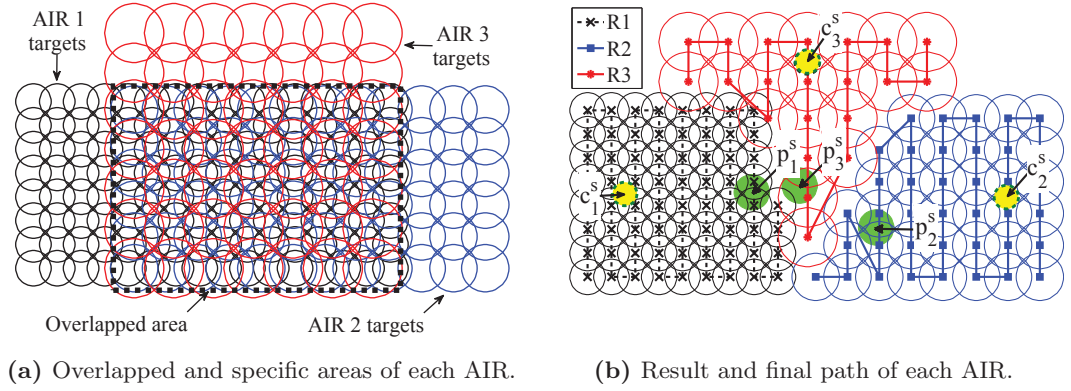 AIR 1
targets
AIR 3
targets
Overlapped area
AIR 2 targets
(a) Overlapped and specific areas of each AIR.
R1
R2
R3
c₃ˢ
p₁ˢ
p₃ˢ
c₁ˢ
c₂ˢ
p₂ˢ
(b) Result and final path of each AIR.